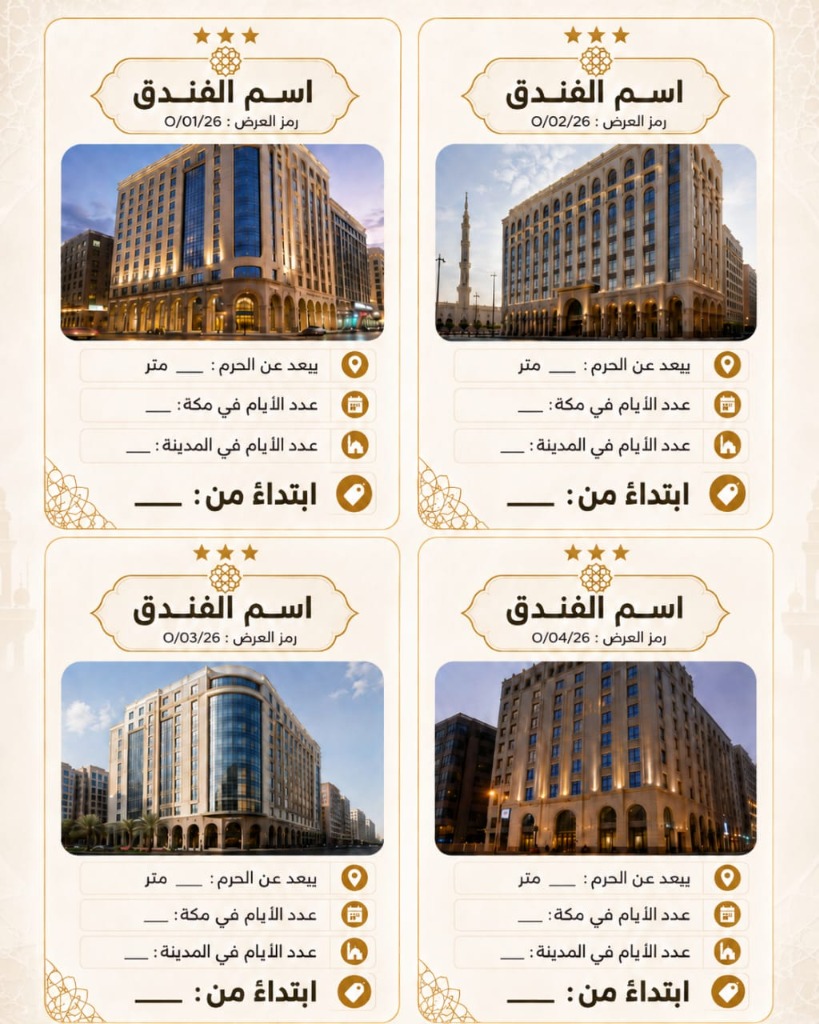 اسم الفندق
رمز العرض : O/01/26
يبعد عن الحرم : ___ متر
عدد الأيام في مكة : ___
عدد الأيام في المدينة : ___
ابتداءً من : ___
اسم الفندق
رمز العرض : O/02/26
يبعد عن الحرم : ___ متر
عدد الأيام في مكة : ___
عدد الأيام في المدينة : ___
ابتداءً من : ___
اسم الفندق
رمز العرض : O/03/26
يبعد عن الحرم : ___ متر
عدد الأيام في مكة : ___
عدد الأيام في المدينة : ___
ابتداءً من : ___
اسم الفندق
رمز العرض : O/04/26
يبعد عن الحرم : ___ متر
عدد الأيام في مكة : ___
عدد الأيام في المدينة : ___
ابتداءً من : ___